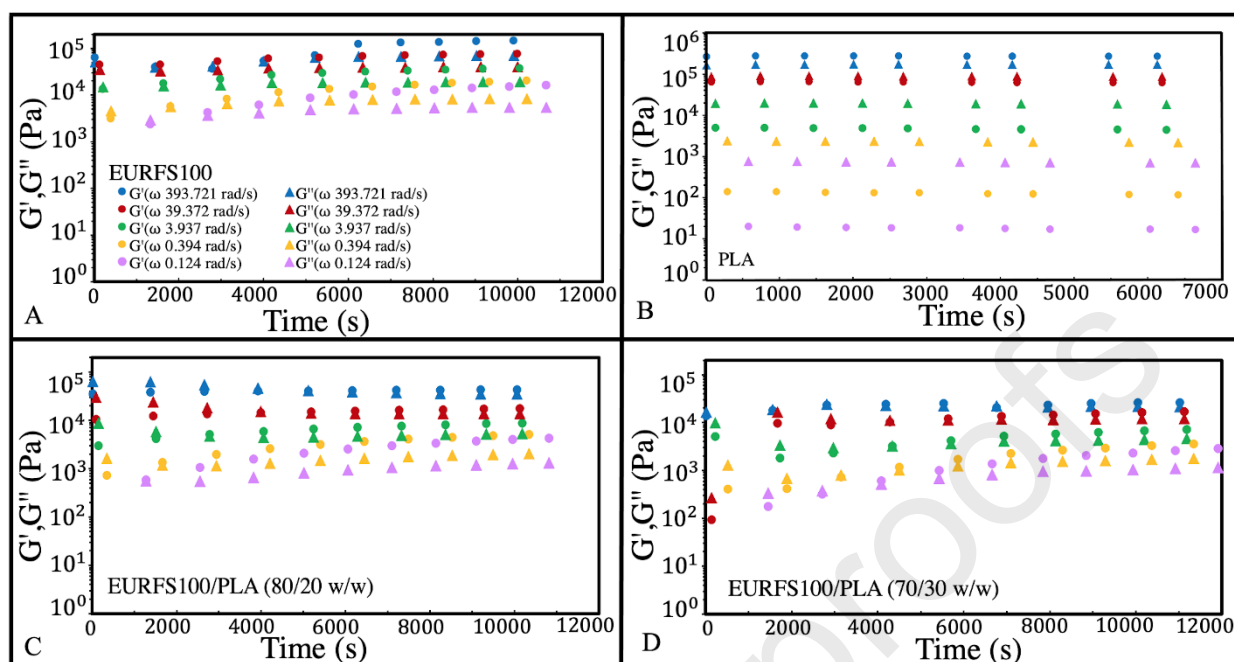 G',G'' (Pa)
10⁵
10⁴
10³
10²
10¹
10⁰
EURFS100
G'(ω 393.721 rad/s)
G''(ω 393.721 rad/s)
G'(ω 39.372 rad/s)
G''(ω 39.372 rad/s)
G'(ω 3.937 rad/s)
G''(ω 3.937 rad/s)
G'(ω 0.394 rad/s)
G''(ω 0.394 rad/s)
G'(ω 0.124 rad/s)
G''(ω 0.124 rad/s)
0 2000 4000 6000 8000 10000 12000
A
Time (s)
G',G'' (Pa)
10⁶
10⁵
10⁴
10³
10²
10¹
10⁰
PLA
0 1000 2000 3000 4000 5000 6000 7000
B
Time (s)
G',G'' (Pa)
10⁵
10⁴
10³
10²
10¹
10⁰
EURFS100/PLA (80/20 w/w)
0 2000 4000 6000 8000 10000 12000
C
Time (s)
G',G'' (Pa)
10⁵
10⁴
10³
10²
10¹
10⁰
EURFS100/PLA (70/30 w/w)
0 2000 4000 6000 8000 10000 12000
D
Time (s)
proofs